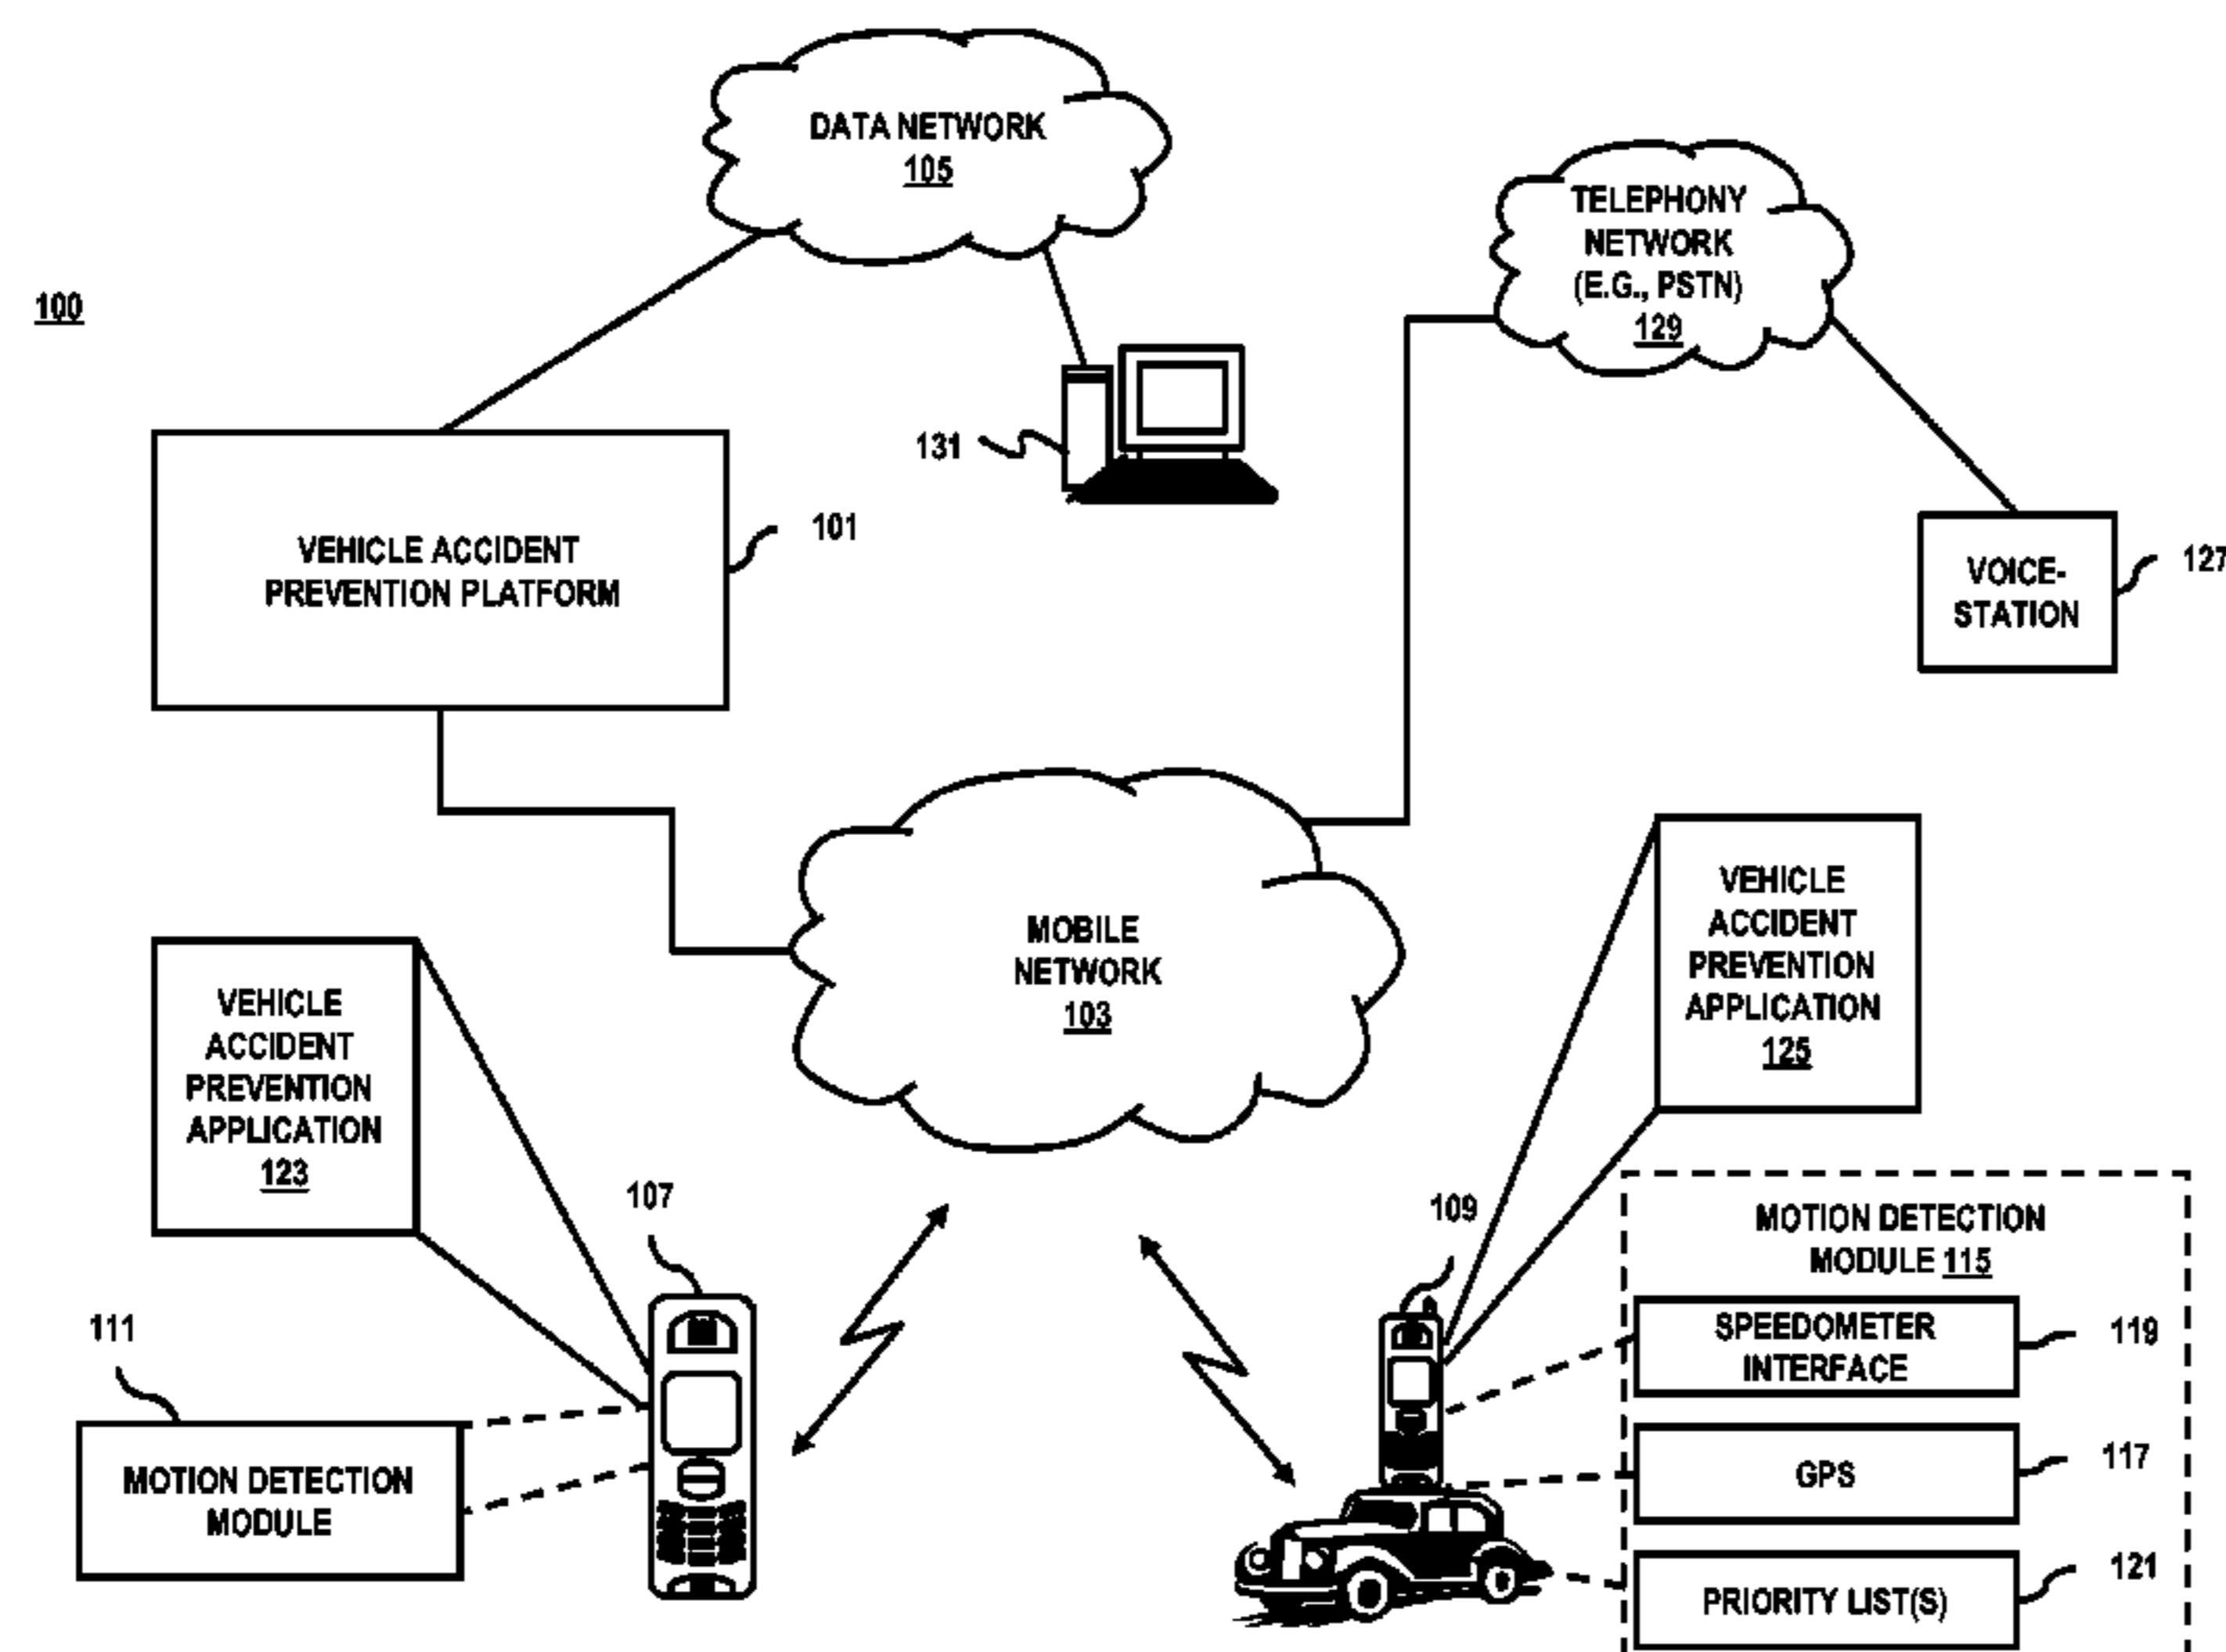 DATA NETWORK
105
TELEPHONY
NETWORK
(E.G., PSTN)
129
100
131
VEHICLE ACCIDENT
PREVENTION PLATFORM
101
VOICE-
STATION
127
MOBILE
NETWORK
103
VEHICLE
ACCIDENT
PREVENTION
APPLICATION
125
VEHICLE
ACCIDENT
PREVENTION
APPLICATION
123
107
109
MOTION DETECTION
MODULE 115
SPEEDOMETER
INTERFACE
119
111
MOTION DETECTION
MODULE
GPS
117
PRIORITY LIST(S)
121